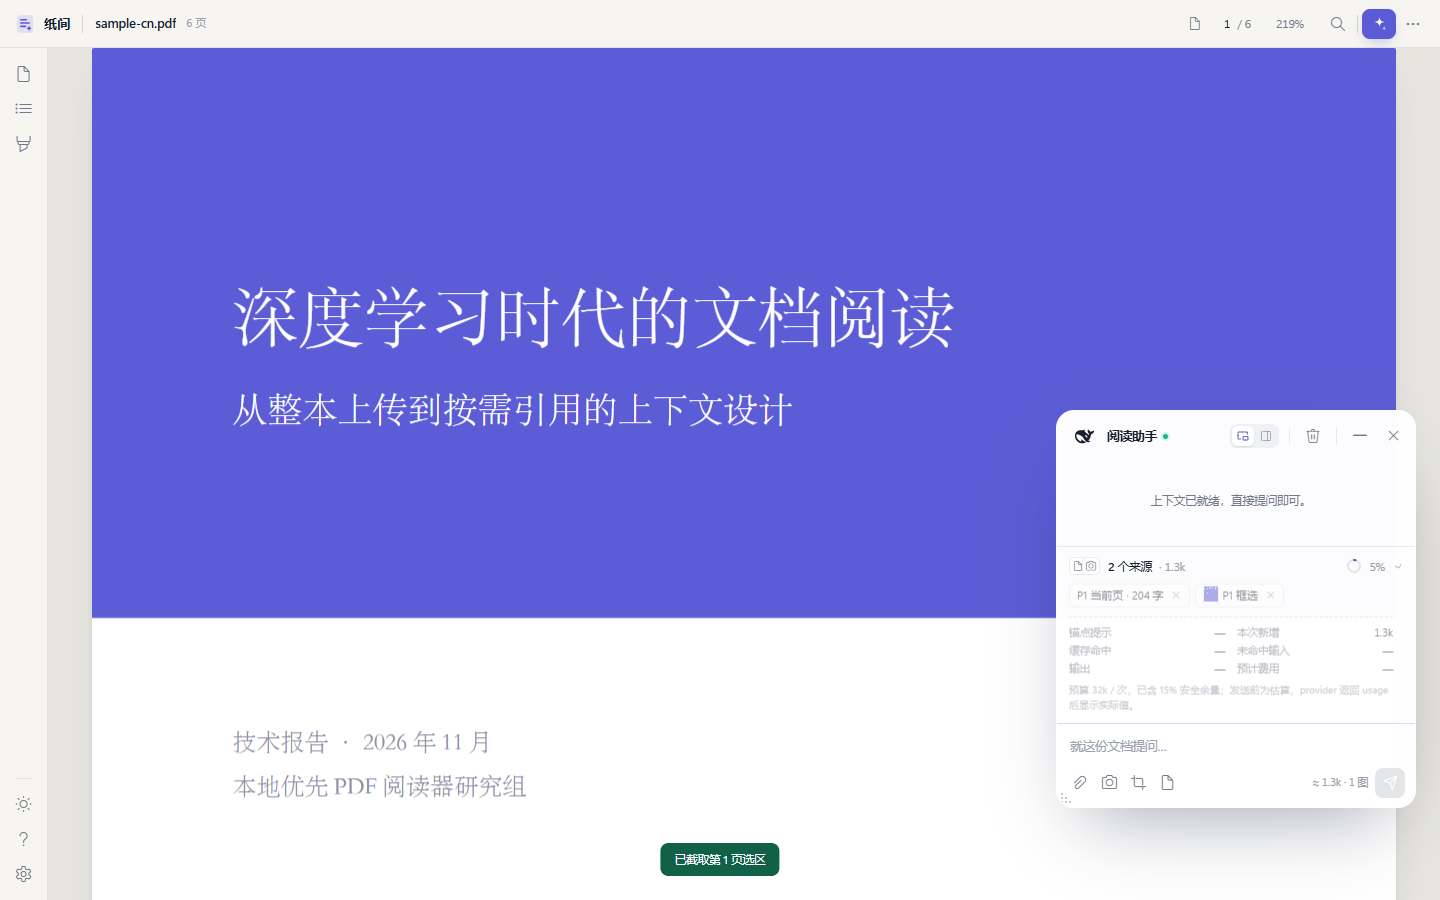 纸间
sample-cn.pdf
6 页
1 / 6
219%
深度学习时代的文档阅读
从整本上传到按需引用的上下文设计
技术报告 · 2026 年 11 月
本地优先 PDF 阅读器研究组
已截取第 1 页选区
阅读助手
上下文已就绪，直接提问即可。
2 个来源 · 1.3k
5%
P1 当前页 · 204 字
P1 框选
锚点提示 — 本次新增 1.3k
缓存命中 — 未命中输入 —
输出 — 预计费用 —
预算 32k / 次，已含 15% 安全余量；发送前为估算，provider 返回 usage
后显示实际值。
就这份文档提问...
≈ 1.3k · 1 图